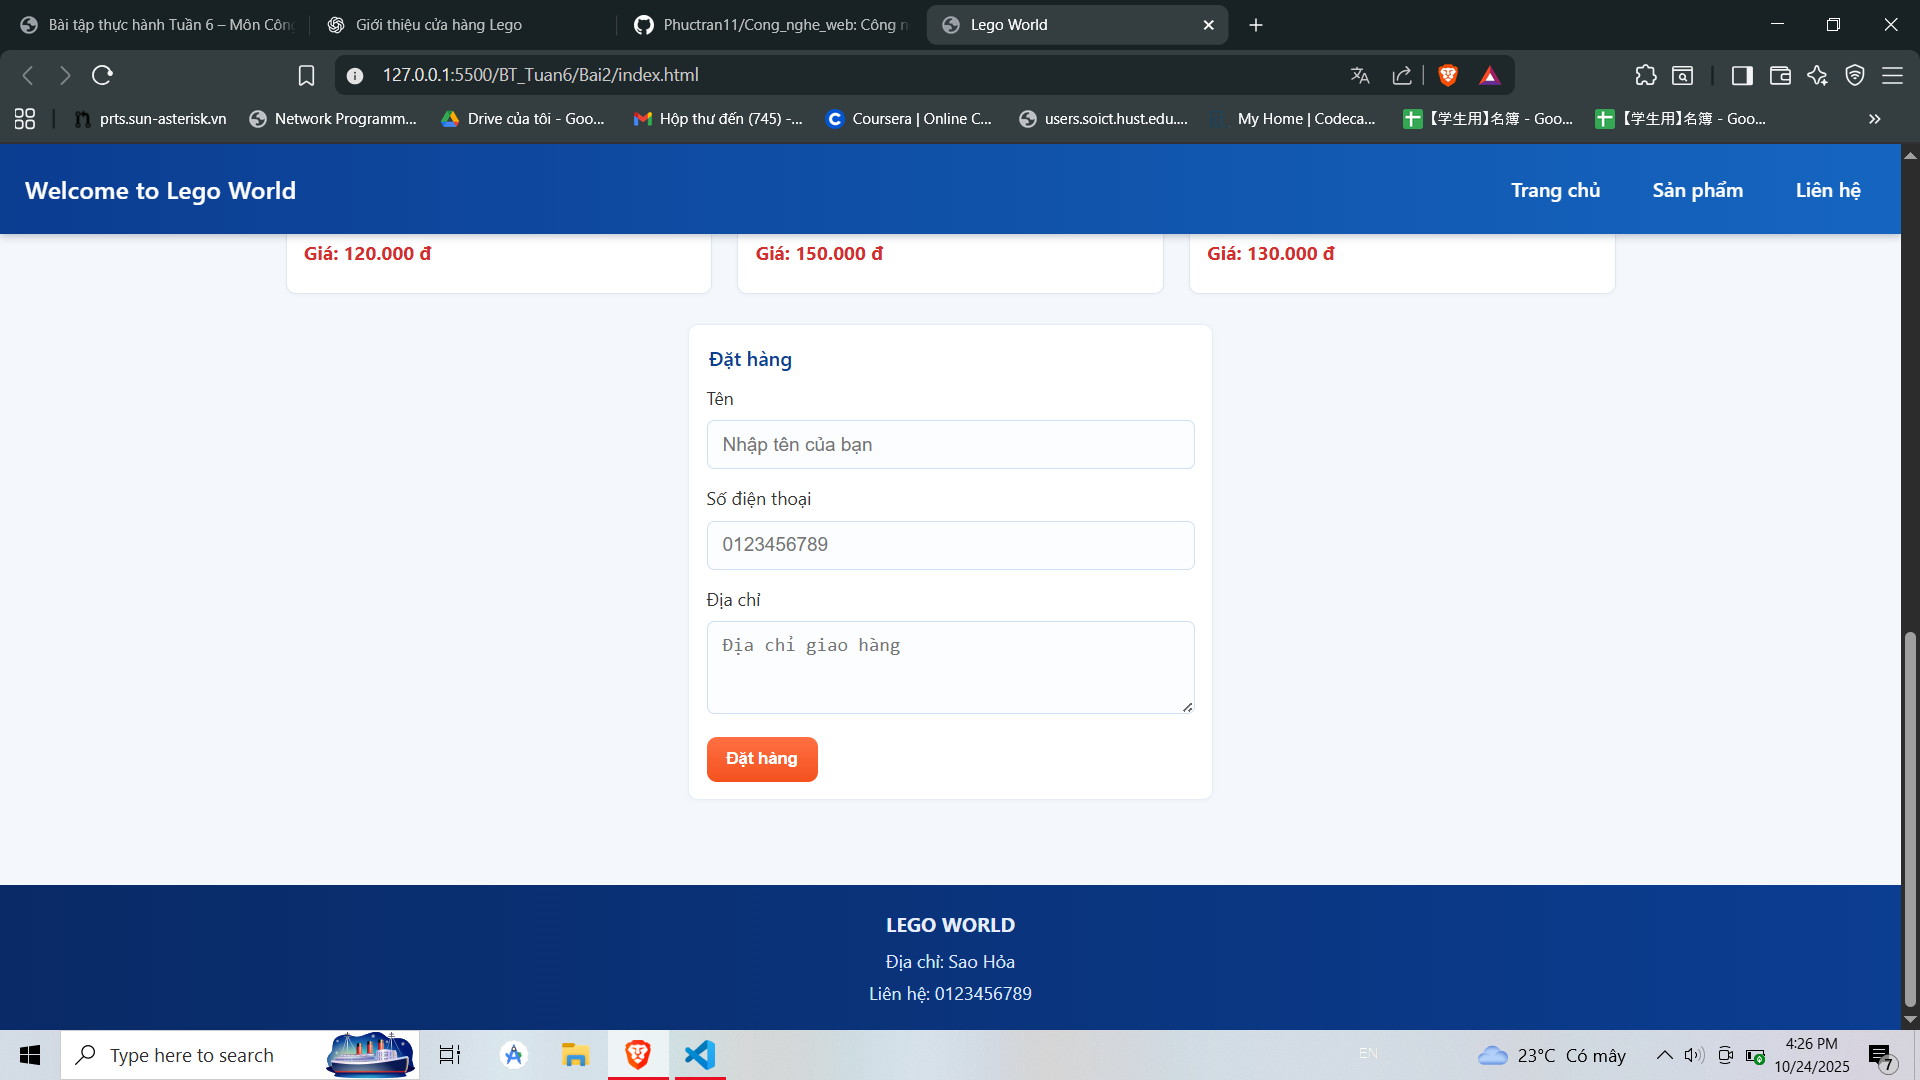 Bài tập thực hành Tuần 6 – Môn Côn
Giới thiệu cửa hàng Lego
Phuctran11/Cong_nghe_web: Công n
Lego World
127.0.0.1:5500/BT_Tuan6/Bai2/index.html
prts.sun-asterisk.vn
Network Programm...
Drive của tôi - Goo...
Hộp thư đến (745) -...
Coursera | Online C...
users.soict.hust.edu....
My Home | Codeca...
【学生用】名簿 - Goo...
【学生用】名簿 - Goo...
Welcome to Lego World
Trang chủ
Sản phẩm
Liên hệ
Giá: 120.000 đ
Giá: 150.000 đ
Giá: 130.000 đ
Đặt hàng
Tên
Nhập tên của bạn
Số điện thoại
0123456789
Địa chỉ
Địa chỉ giao hàng
Đặt hàng
LEGO WORLD
Địa chỉ: Sao Hỏa
Liên hệ: 0123456789
Type here to search
EN
23°C Có mây
4:26 PM
10/24/2025
7